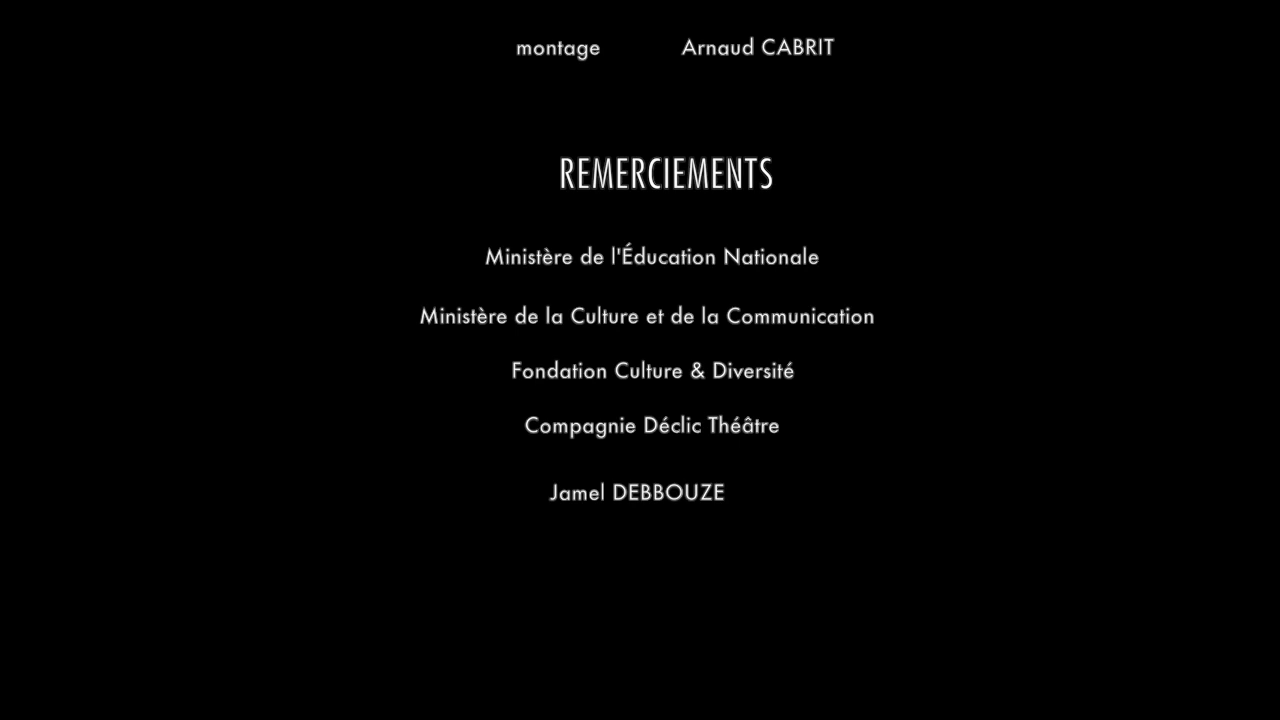 montage Arnaud CABRIT
REMERCIEMENTS
Ministère de l'Éducation Nationale
Ministère de la Culture et de la Communication
Fondation Culture & Diversité
Compagnie Déclic Théâtre
Jamel DEBBOUZE